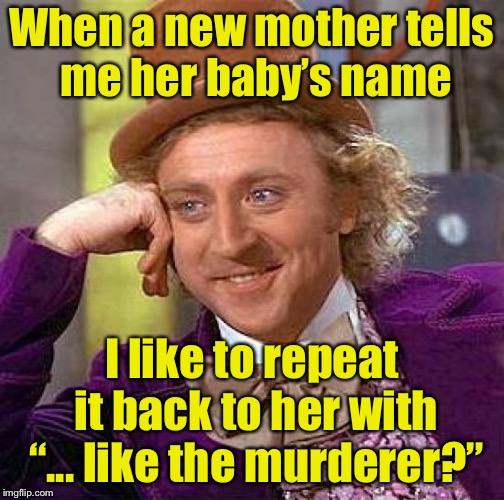 When a new mother tells
me her baby’s name
I like to repeat
it back to her with
“... like the murderer?”
imgflip.com